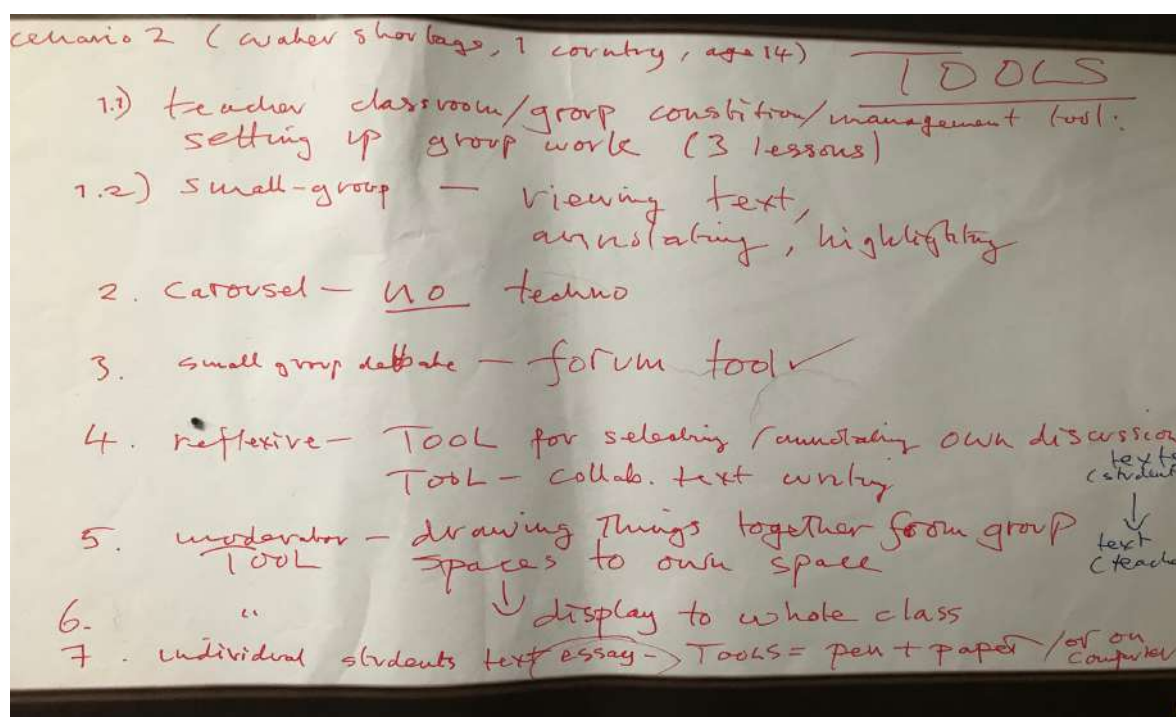 cenario 2 (water shortage, 1 country, age 14)
TOOLS
1.1) teacher classroom/group constition/management tool:
setting up group work (3 lessons)
1.2) small-group — viewing text,
annotating, highlighting
2. Carousel — no techno
3. small group debate — forum tool ✓
4. reflexive — TOOL for selecting /annotating own discussion
texts
(student
TOOL — collab. text writing
↓
text
(teache
5. moderator — drawing Things together from group
TOOL spaces to own space
6. " ↓ display to whole class
7. individual students text essay — TOOLS = pen + paper / or on
Computer